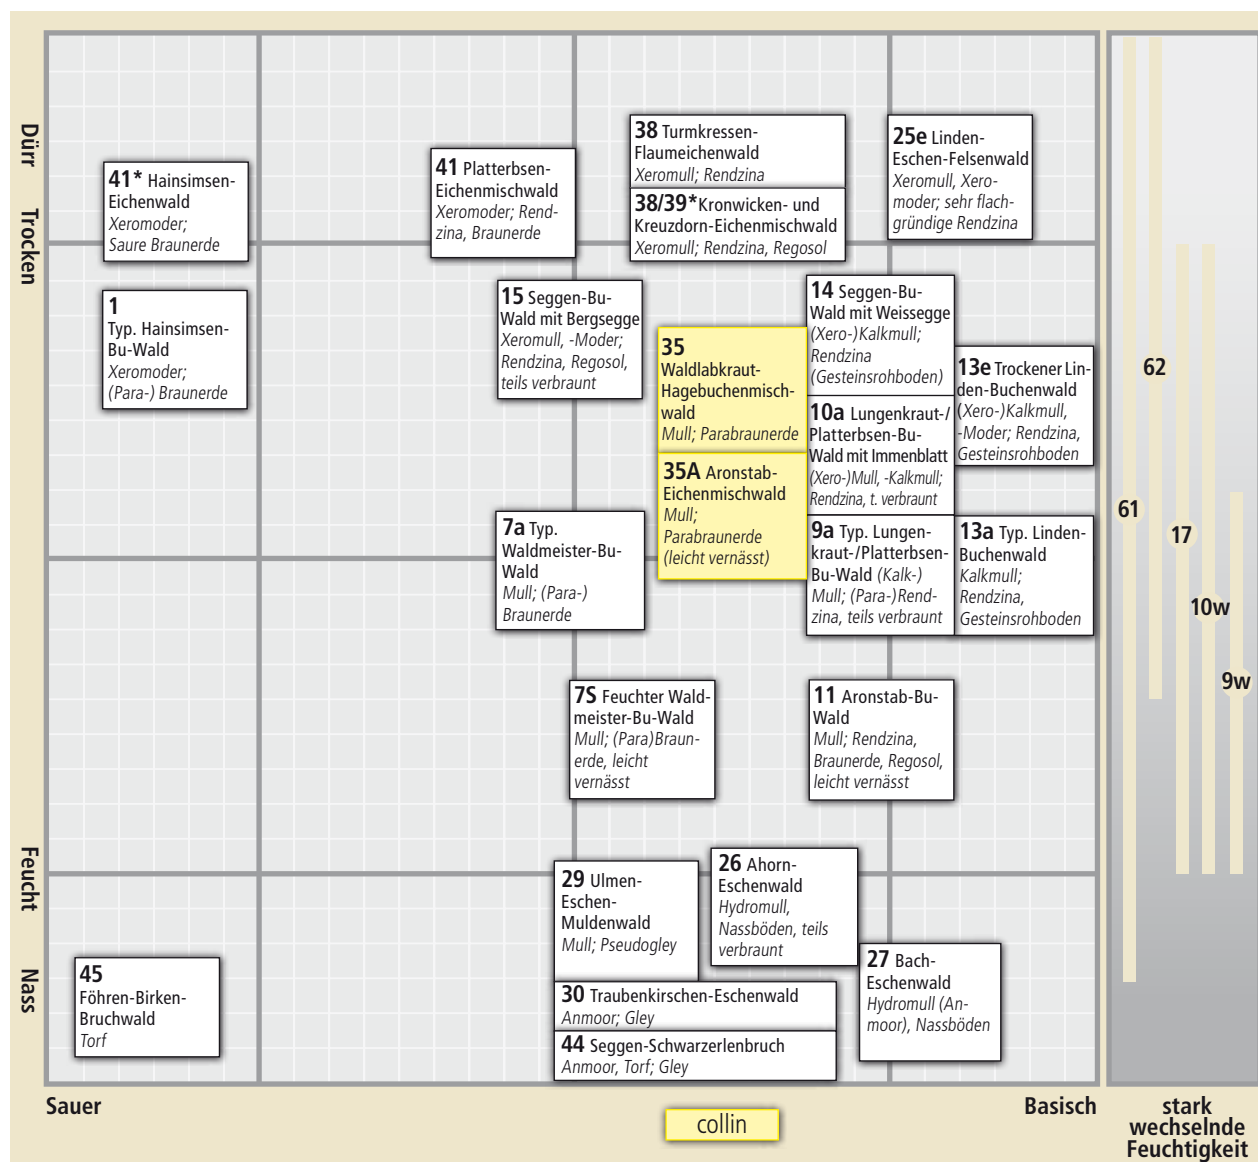 Dürr
Trocken
Feucht
Nass
41* Hainsimsen-
Eichenwald
Xeromoder;
Saure Braunerde
41 Platterbsen-
Eichenmischwald
Xeromoder; Rend-
zina, Braunerde
38 Turmkressen-
Flaumeichenwald
Xeromull; Rendzina
38/39*Kronwicken- und
Kreuzdorn-Eichenmischwald
Xeromull; Rendzina, Regosol
25e Linden-
Eschen-Felsenwald
Xeromull, Xero-
moder; sehr flach-
gründige Rendzina
1
Typ. Hainsimsen-
Bu-Wald
Xeromoder;
(Para-) Braunerde
15 Seggen-Bu-
Wald mit Bergsegge
Xeromull, -Moder;
Rendzina, Regosol,
teils verbraunt
35
Waldlabkraut-
Hagebuchenmisch-
wald
Mull; Parabraunerde
35A Aronstab-
Eichenmischwald
Mull;
Parabraunerde
(leicht vernässt)
14 Seggen-Bu-
Wald mit Weissegge
(Xero-)Kalkmull;
Rendzina
(Gesteinsrohboden)
10a Lungenkraut-/
Platterbsen-Bu-
Wald mit Immenblatt
(Xero-)Mull, -Kalkmull;
Rendzina, t. verbraunt
9a Typ. Lungen-
kraut-/Platterbsen-
Bu-Wald (Kalk-)
Mull; (Para-)Rend-
zina, teils verbraunt
13e Trockener Lin-
den-Buchenwald
(Xero-)Kalkmull,
-Moder; Rendzina,
Gesteinsrohboden
13a Typ. Linden-
Buchenwald
Kalkmull;
Rendzina,
Gesteinsrohboden
7a Typ.
Waldmeister-Bu-
Wald
Mull; (Para-)
Braunerde
7S Feuchter Wald-
meister-Bu-Wald
Mull; (Para)Braun-
erde, leicht
vernässt
11 Aronstab-Bu-
Wald
Mull; Rendzina,
Braunerde, Regosol,
leicht vernässt
29 Ulmen-
Eschen-
Muldenwald
Mull; Pseudogley
26 Ahorn-
Eschenwald
Hydromull,
Nassböden, teils
verbraunt
27 Bach-
Eschenwald
Hydromull (An-
moor), Nassböden
30 Traubenkirschen-Eschenwald
Anmoor; Gley
44 Seggen-Schwarzerlenbruch
Anmoor, Torf; Gley
45
Föhren-Birken-
Bruchwald
Torf
62
61
17
10w
9w
Sauer
Basisch
collin
stark
wechselnde
Feuchtigkeit